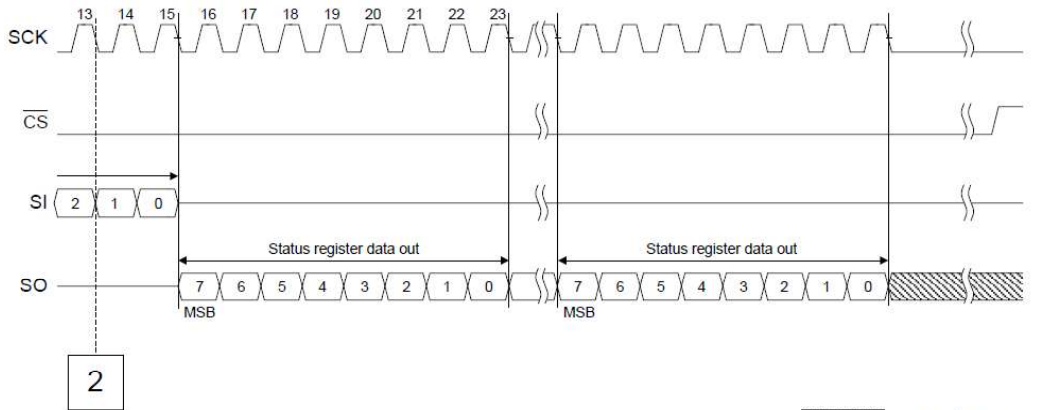 13 14 15 16 17 18 19 20 21 22 23
SCK
CS
SI 2 1 0
Status register data out Status register data out
SO 7 6 5 4 3 2 1 0 7 6 5 4 3 2 1 0
MSB MSB
2